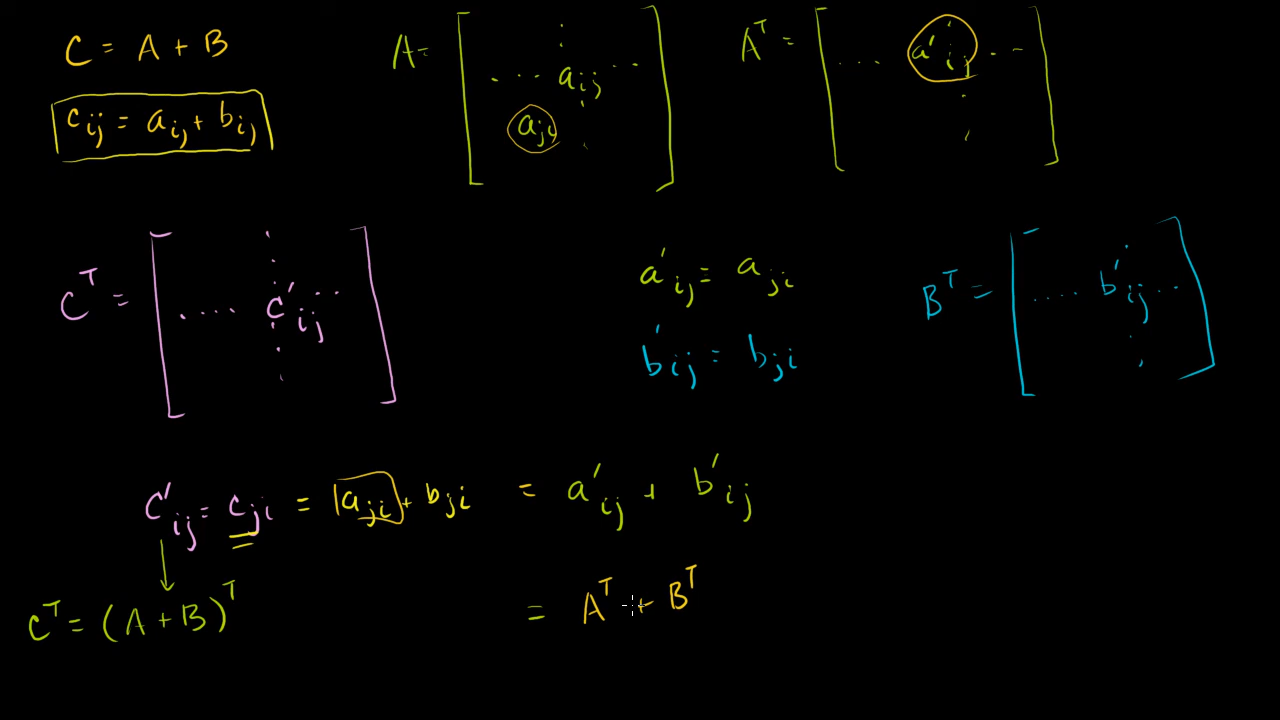 C = A + B
c_ij = a_ij + b_ij
A = [ ... a_ij ... a_ji ]
A^T = [ ... a'_ij ... ]
C^T = [ .... c'_ij ... ]
a'_ij = a_ji
b'_ij = b_ji
B^T = [ .... b'_ij ... ]
c'_ij = c_ji = a_ji + b_ji = a'_ij + b'_ij
C^T = (A + B)^T = A^T + B^T